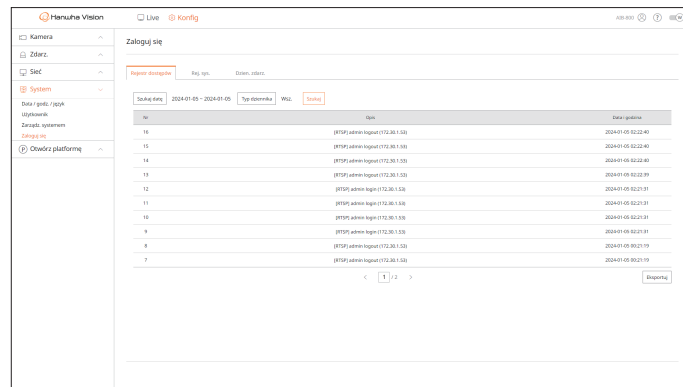 Hanwha Vision
Live Konfig
Kamera
Zdarz.
Sieć
System
Data / godz. / język
Użytkownik
Zarządz. systemem
Zaloguj się
Otwórz platformę
Zaloguj się
Rejestr dostępów Rej. sys. Dzien. zdarz.
Szukaj datę 2024-01-05 ~ 2024-01-05 Typ dziennika Wsz. Szukaj
Nr Opis Data i godzina
16 [RTSP] admin logout (172.30.1.53) 2024-01-05 02:22:40
15 [RTSP] admin logout (172.30.1.53) 2024-01-05 02:22:40
14 [RTSP] admin logout (172.30.1.53) 2024-01-05 02:22:40
13 [RTSP] admin logout (172.30.1.53) 2024-01-05 02:22:39
12 [RTSP] admin login (172.30.1.53) 2024-01-05 02:21:31
11 [RTSP] admin login (172.30.1.53) 2024-01-05 02:21:31
10 [RTSP] admin login (172.30.1.53) 2024-01-05 02:21:31
9 [RTSP] admin login (172.30.1.53) 2024-01-05 02:21:31
8 [RTSP] admin logout (172.30.1.53) 2024-01-05 00:21:19
7 [RTSP] admin logout (172.30.1.53) 2024-01-05 00:21:19
< 1 / 2 >
Eksportuj